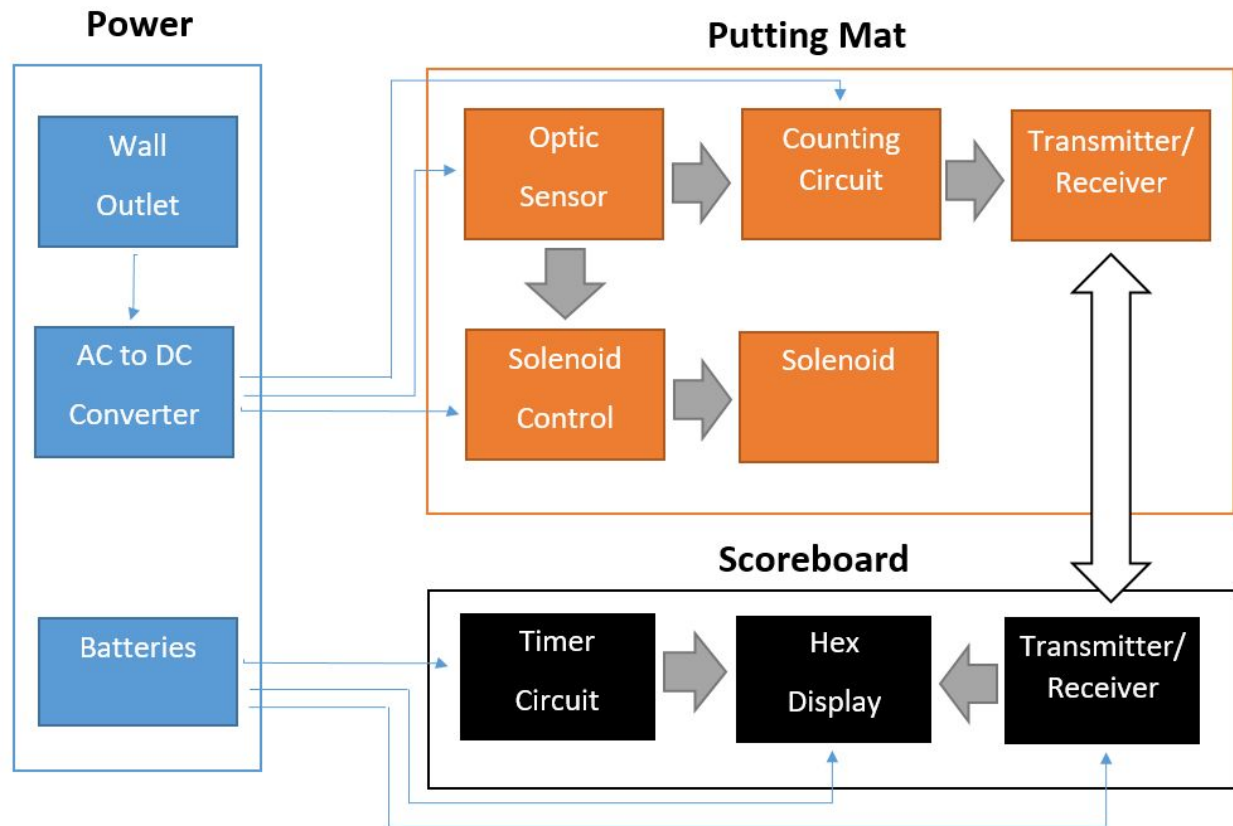 Power
Wall
Outlet
AC to DC
Converter
Batteries
Putting Mat
Optic
Sensor
Counting
Circuit
Transmitter/
Receiver
Solenoid
Control
Solenoid
Scoreboard
Timer
Circuit
Hex
Display
Transmitter/
Receiver